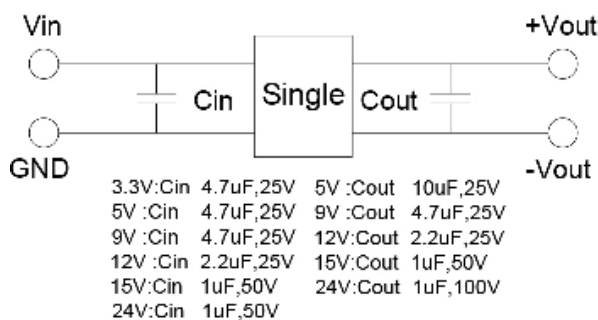 Vin +Vout
Cin Single Cout
GND -Vout
3.3V:Cin 4.7uF,25V 5V :Cout 10uF,25V
5V :Cin 4.7uF,25V 9V :Cout 4.7uF,25V
9V :Cin 4.7uF,25V 12V:Cout 2.2uF,25V
12V :Cin 2.2uF,25V 15V:Cout 1uF,50V
15V:Cin 1uF,50V 24V:Cout 1uF,100V
24V:Cin 1uF,50V